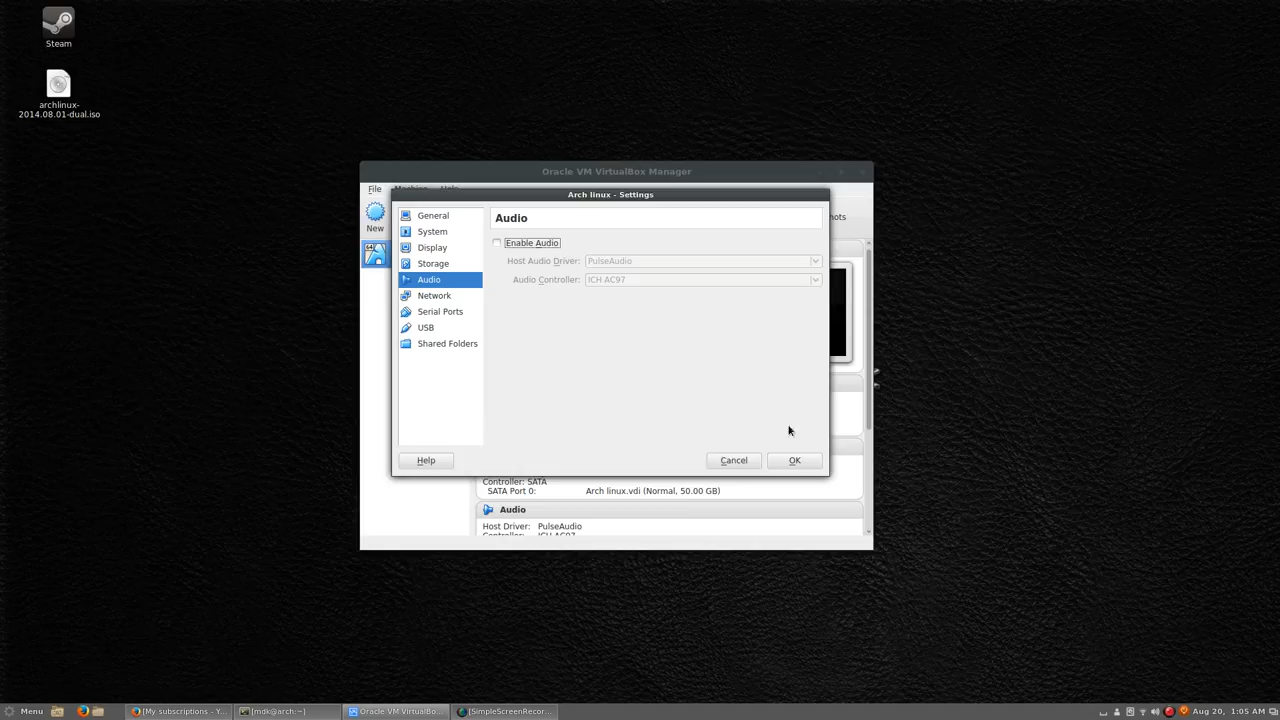 Steam
archlinux-
2014.08.01-dual.iso
Oracle VM VirtualBox Manager
File
Arch linux - Settings
New
General
System
Display
Storage
Audio
Network
Serial Ports
USB
Shared Folders
Audio
Enable Audio
Host Audio Driver: PulseAudio
Audio Controller: ICH AC97
Help
Cancel
OK
Controller: SATA
SATA Port 0: Arch linux.vdi (Normal, 50.00 GB)
Audio
Host Driver: PulseAudio
Menu
[My subscriptions - Y...
[mdk@arch:~]
Oracle VM VirtualBo...
[SimpleScreenRecor...
Aug 20, 1:05 AM